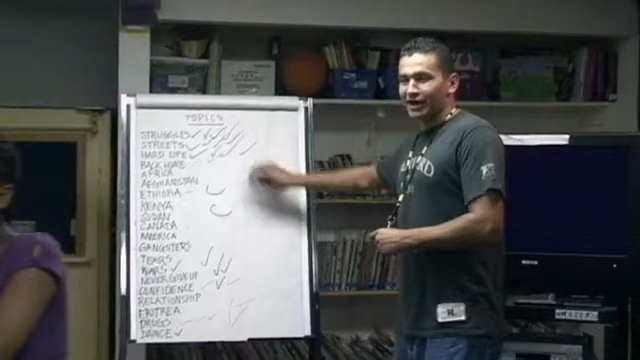 TOPICS
STRUGGLES
STREETS
HARD LIFE
BACK HOME
AFRICA
AFGHANISTAN
ETHIOPIA
KENYA
SUDAN
CANADA
AMERICA
GANGSTERS
TEARS
WARS
NEVER GIVE UP
CONFIDENCE
RELATIONSHIP
ERITREA
DRUGS
DANCE